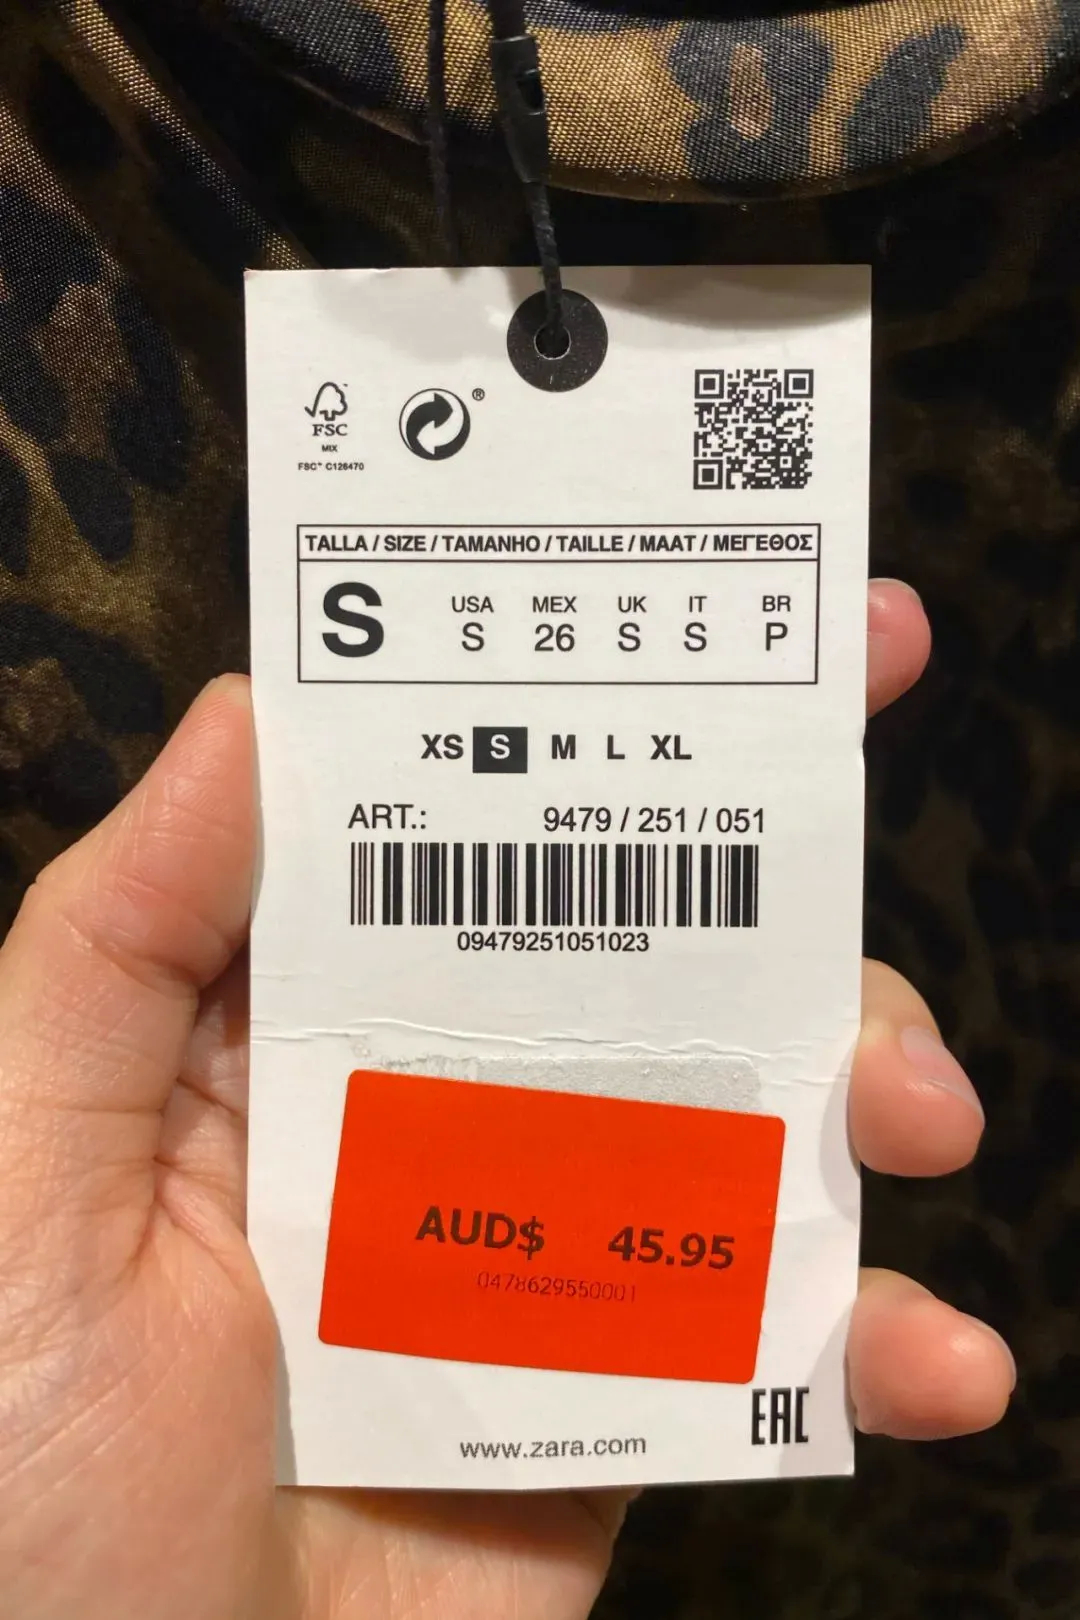 FSC
MIX
FSC® C126470
®
TALLA / SIZE / TAMANHO / TAILLE / MAAT / ΜΕΓΕΘΟΣ
S
USA MEX UK IT BR
S 26 S S P
XS S M L XL
ART.: 9479 / 251 / 051
09479251051023
AUD$ 45.95
0478629550001
EAC
www.zara.com